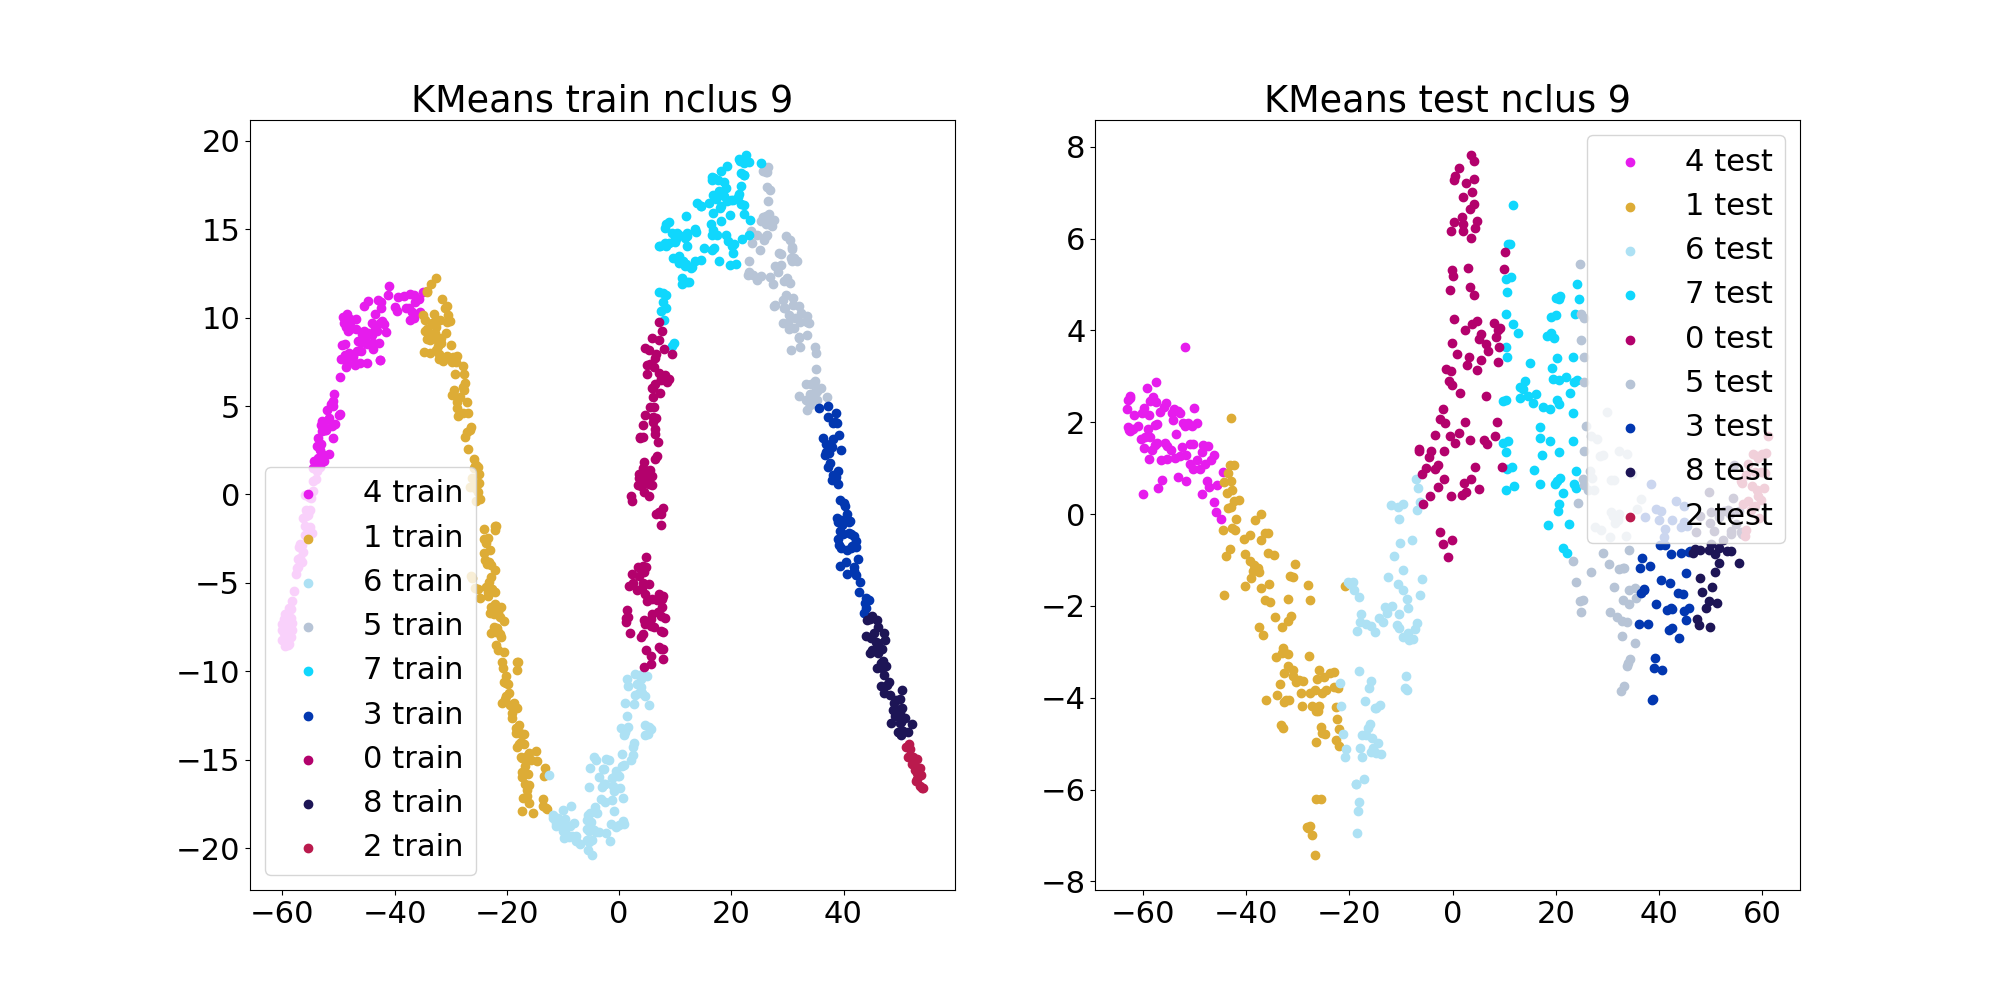 KMeans train nclus 9
20
15
10
5
0
−5
−10
−15
−20
−60
−40
−20
0
20
40
4 train
1 train
6 train
5 train
7 train
3 train
0 train
8 train
2 train
KMeans test nclus 9
8
6
4
2
0
−2
−4
−6
−8
−60
−40
−20
0
20
40
60
4 test
1 test
6 test
7 test
0 test
5 test
3 test
8 test
2 test